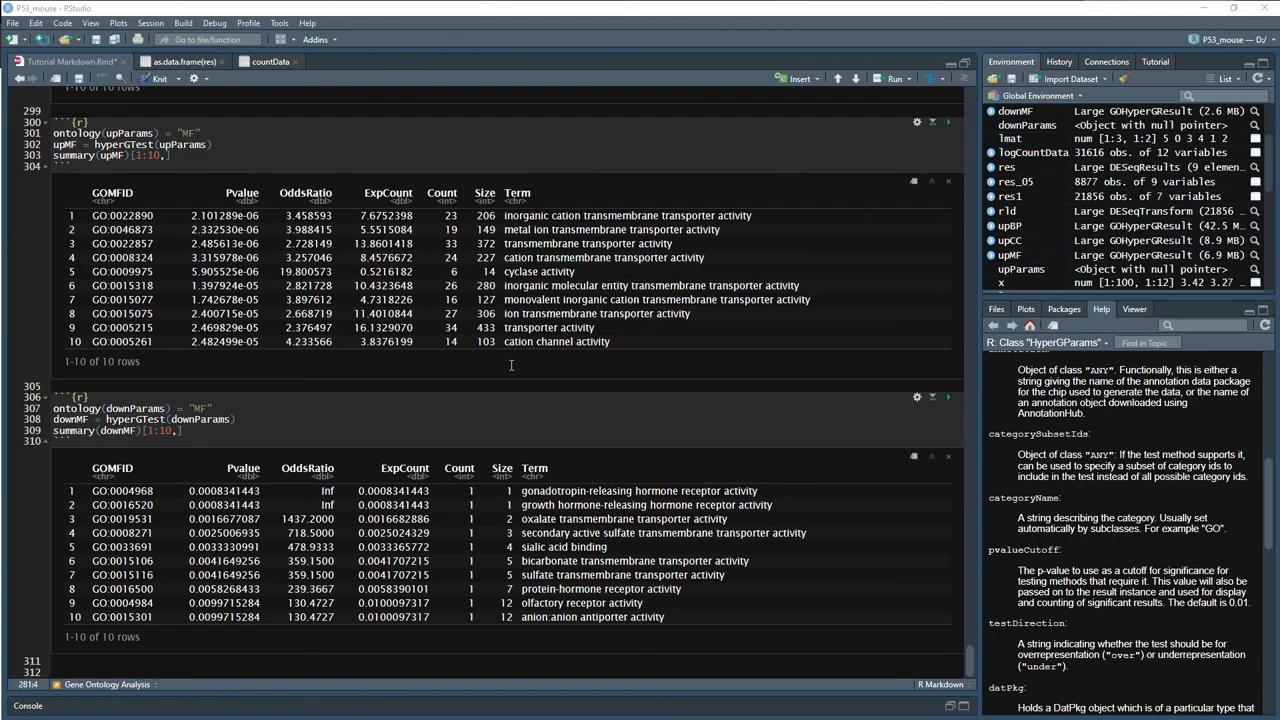 P53_mouse - RStudio
File Edit Code View Plots Session Build Debug Profile Tools Help
Go to file/function Addins P53_mouse — D:/
Tutorial Markdown.Rmd* as.data.frame(res) countData
Knit Insert Run
1-10 of 10 rows
299
300 ```{r}
301 ontology(upParams) = "MF"
302 upMF = hyperGTest(upParams)
303 summary(upMF)[1:10,]
304 ```
GOMFID Pvalue OddsRatio ExpCount Count Size Term
<chr> <dbl> <dbl> <dbl> <int> <int> <chr>
1 GO:0022890 2.101289e-06 3.458593 7.6752398 23 206 inorganic cation transmembrane transporter activity
2 GO:0046873 2.332530e-06 3.988415 5.5515084 19 149 metal ion transmembrane transporter activity
3 GO:0022857 2.485613e-06 2.728149 13.8601418 33 372 transmembrane transporter activity
4 GO:0008324 3.315978e-06 3.257046 8.4576672 24 227 cation transmembrane transporter activity
5 GO:0009975 5.905525e-06 19.800573 0.5216182 6 14 cyclase activity
6 GO:0015318 1.397924e-05 2.821728 10.4323648 26 280 inorganic molecular entity transmembrane transporter activity
7 GO:0015077 1.742678e-05 3.897612 4.7318226 16 127 monovalent inorganic cation transmembrane transporter activity
8 GO:0015075 2.400715e-05 2.668719 11.4010844 27 306 ion transmembrane transporter activity
9 GO:0005215 2.469829e-05 2.376497 16.1329070 34 433 transporter activity
10 GO:0005261 2.482499e-05 4.233566 3.8376199 14 103 cation channel activity
1-10 of 10 rows
305
306 ```{r}
307 ontology(downParams) = "MF"
308 downMF = hyperGTest(downParams)
309 summary(downMF)[1:10,]
310 ```
GOMFID Pvalue OddsRatio ExpCount Count Size Term
<chr> <dbl> <dbl> <dbl> <int> <int> <chr>
1 GO:0004968 0.0008341443 Inf 0.0008341443 1 1 gonadotropin-releasing hormone receptor activity
2 GO:0016520 0.0008341443 Inf 0.0008341443 1 1 growth hormone-releasing hormone receptor activity
3 GO:0019531 0.0016677087 1437.2000 0.0016682886 1 2 oxalate transmembrane transporter activity
4 GO:0008271 0.0025006935 718.5000 0.0025024329 1 3 secondary active sulfate transmembrane transporter activity
5 GO:0033691 0.0033330991 478.9333 0.0033365772 1 4 sialic acid binding
6 GO:0015106 0.0041649256 359.1500 0.0041707215 1 5 bicarbonate transmembrane transporter activity
7 GO:0015116 0.0041649256 359.1500 0.0041707215 1 5 sulfate transmembrane transporter activity
8 GO:0016500 0.0058268433 239.3667 0.0058390101 1 7 protein-hormone receptor activity
9 GO:0004984 0.0099715284 130.4727 0.0100097317 1 12 olfactory receptor activity
10 GO:0015301 0.0099715284 130.4727 0.0100097317 1 12 anion:anion antiporter activity
1-10 of 10 rows
311
312
281:4 Gene Ontology Analysis R Markdown
Console
Environment History Connections Tutorial
Import Dataset List
Global Environment
downMF Large GOHyperGResult (2.6 MB)
downParams <Object with null pointer>
lmat num [1:3, 1:2] 5 0 3 4 1 2
logCountData 31616 obs. of 12 variables
res Large DESeqResults (9 elemen…
res_05 8877 obs. of 9 variables
res1 21856 obs. of 7 variables
rld Large DESeqTransform (21856 …
upBP Large GOHyperGResult (42.5 M…
upCC Large GOHyperGResult (8.9 M…
upMF Large GOHyperGResult (6.9 M…
upParams <Object with null pointer>
x num [1:100, 1:12] 3.42 3.27 …
Files Plots Packages Help Viewer
R: Class "HyperGParams" Find in Topic
annotation:
Object of class "ANY". Functionally, this is either a
string giving the name of the annotation data package
for the chip used to generate the data, or the name of
an annotation object downloaded using
AnnotationHub.
categorySubsetIds:
Object of class "ANY": If the test method supports it,
can be used to specify a subset of category ids to
include in the test instead of all possible category ids.
categoryName:
A string describing the category. Usually set
automatically by subclasses. For example "GO".
pvalueCutoff:
The p-value to use as a cutoff for significance for
testing methods that require it. This value will also be
passed on to the result instance and used for display
and counting of significant results. The default is 0.01.
testDirection:
A string indicating whether the test should be for
overrepresentation ("over") or underrepresentation
("under").
datPkg:
Holds a DatPkg object which is of a particular type that